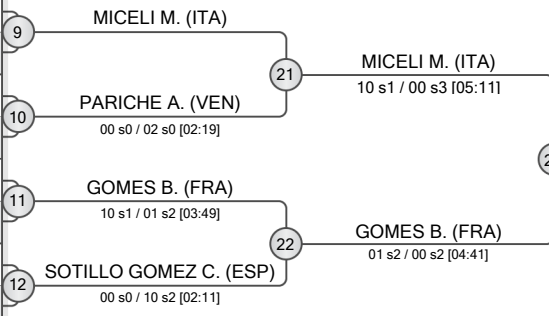 9
MICELI M. (ITA)
21
MICELI M. (ITA)
10 s1 / 00 s3 [05:11]
10
PARICHE A. (VEN)
00 s0 / 02 s0 [02:19]
2
11
GOMES B. (FRA)
10 s1 / 01 s2 [03:49]
22
GOMES B. (FRA)
01 s2 / 00 s2 [04:41]
12
SOTILLO GOMEZ C. (ESP)
00 s0 / 10 s2 [02:11]